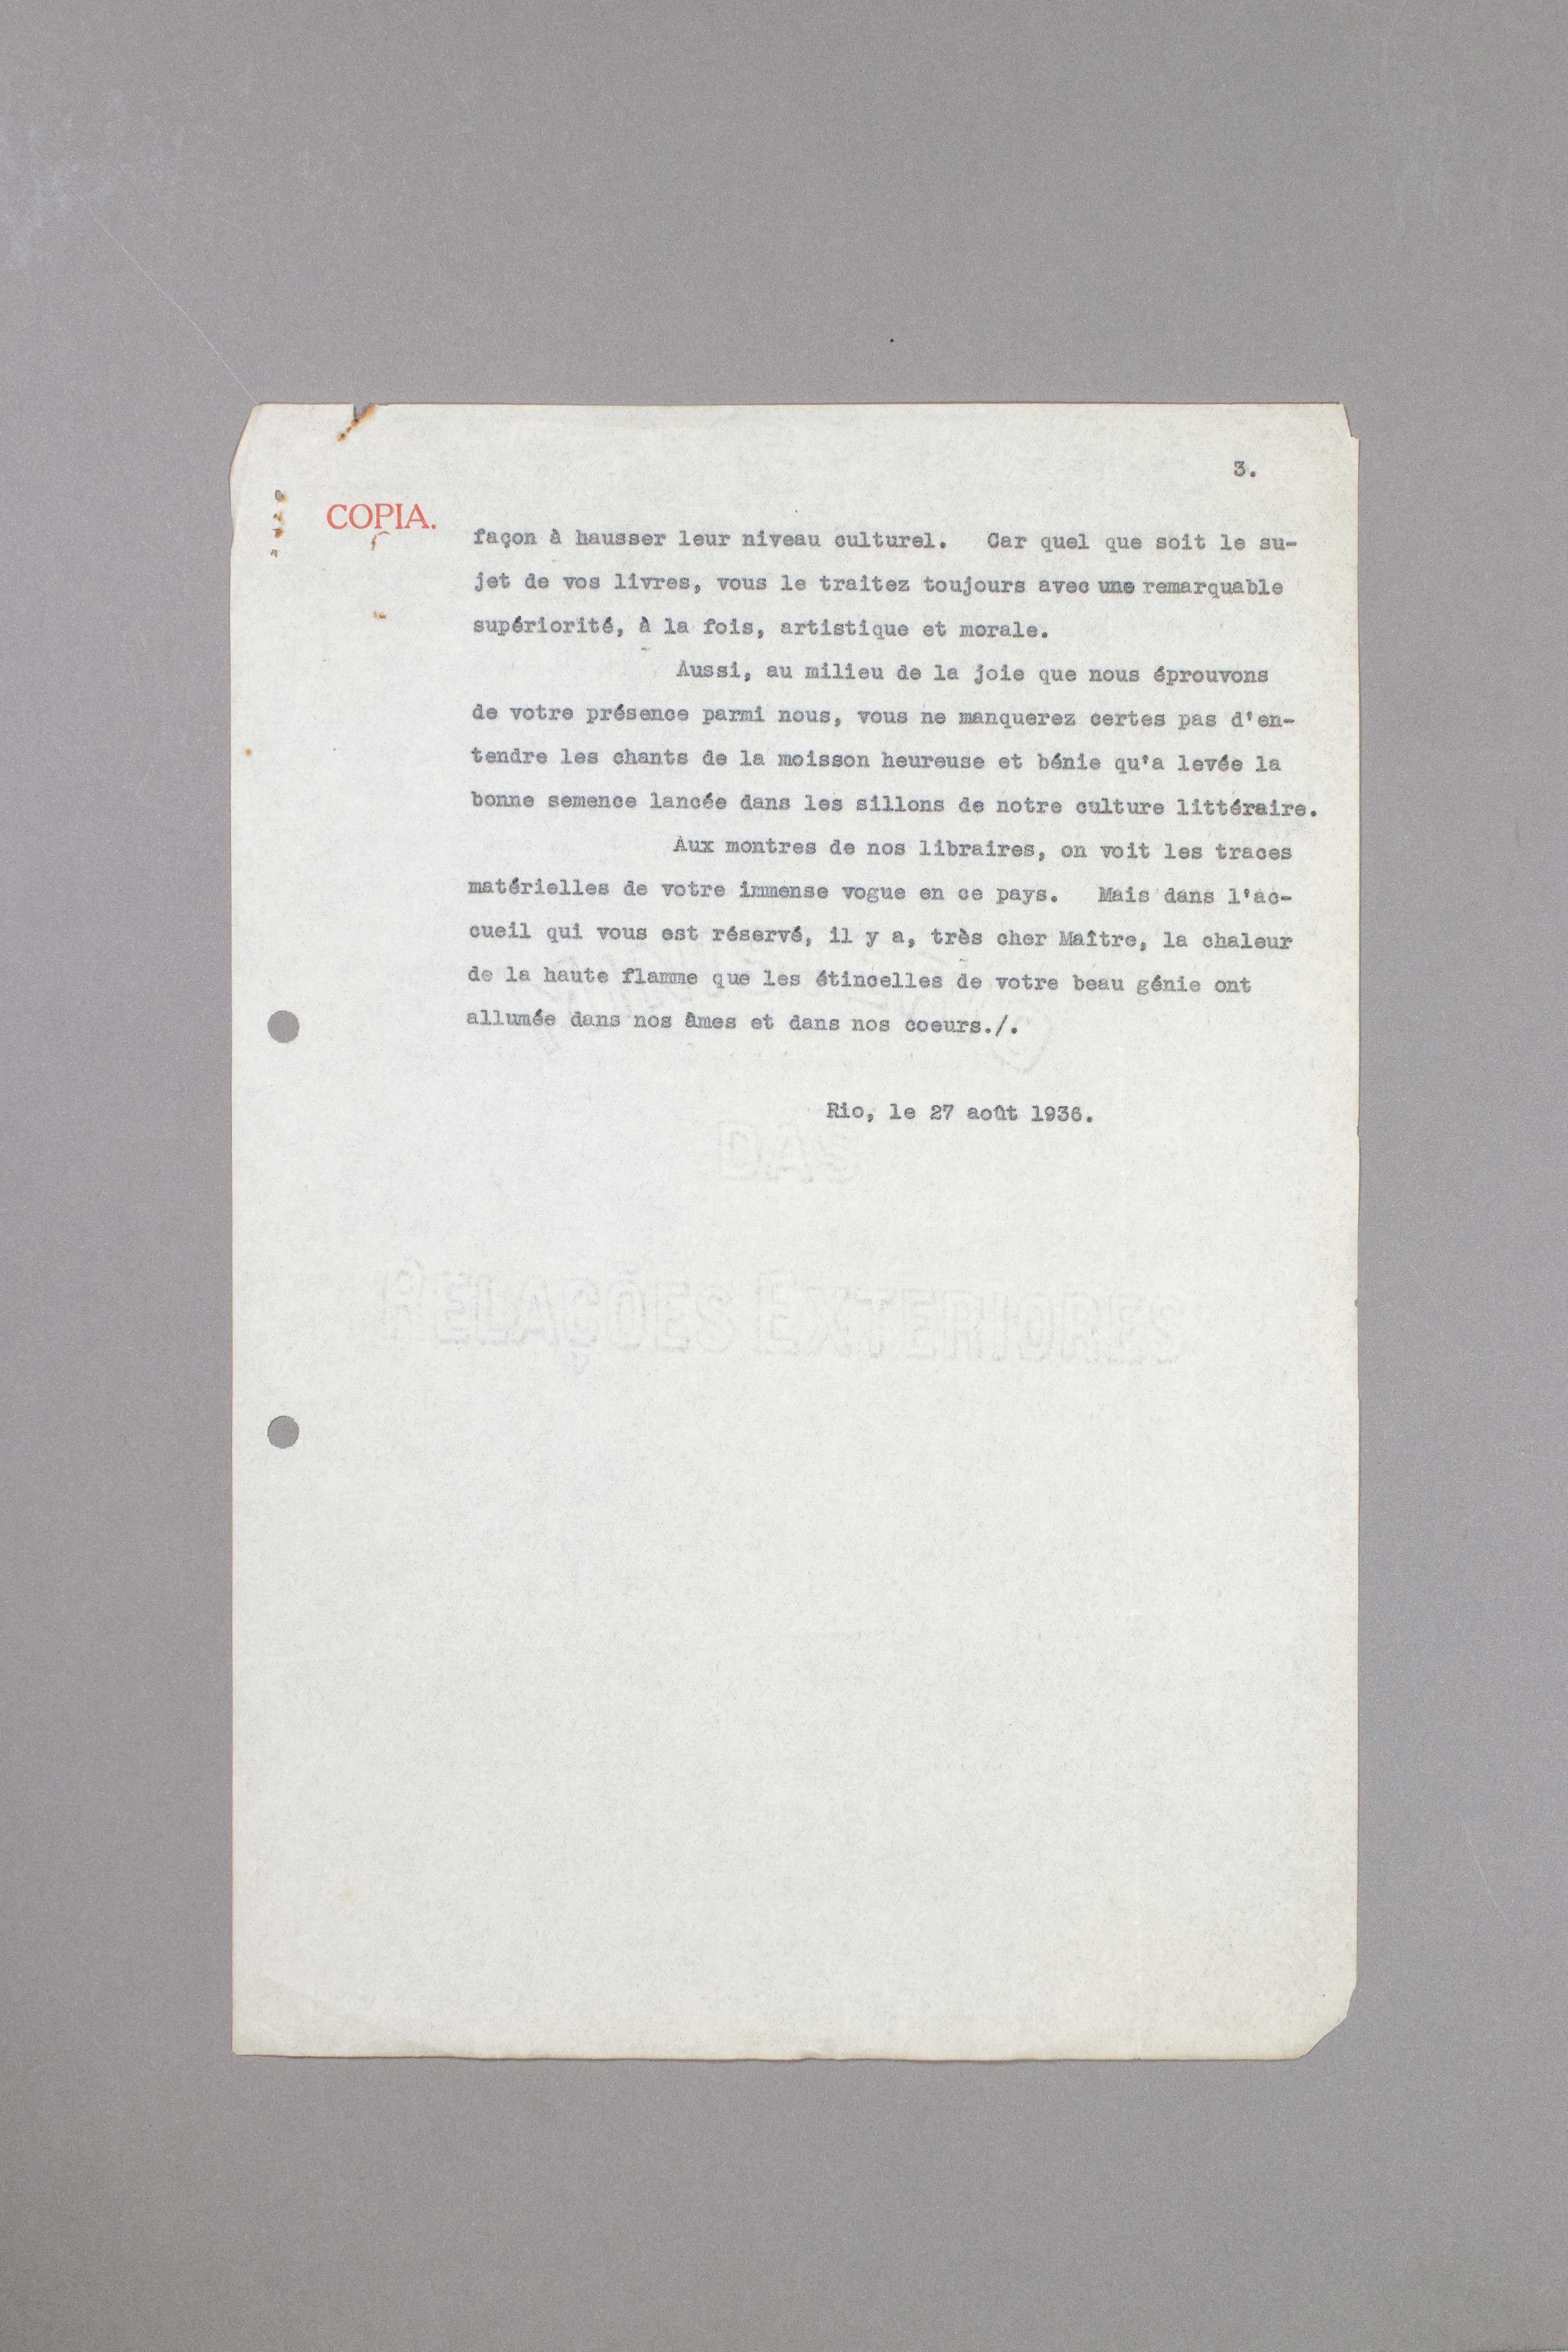 3.
COPIA.
façon à hausser leur niveau culturel. Car quel que soit le su-
jet de vos livres, vous le traitez toujours avec une remarquable
supériorité, à la fois, artistique et morale.
Aussi, au milieu de la joie que nous éprouvons
de votre présence parmi nous, vous ne manquerez certes pas d'en-
tendre les chants de la moisson heureuse et bénie qu'a levée la
bonne semence lancée dans les sillons de notre culture littéraire.
Aux montres de nos libraires, on voit les traces
matérielles de votre immense vogue en ce pays. Mais dans l'ac-
cueil qui vous est réservé, il y a, très cher Maître, la chaleur
de la haute flamme que les étincelles de votre beau génie ont
allumée dans nos âmes et dans nos coeurs./.
Rio, le 27 août 1936.
DAS
RELAÇÕES EXTERIORES